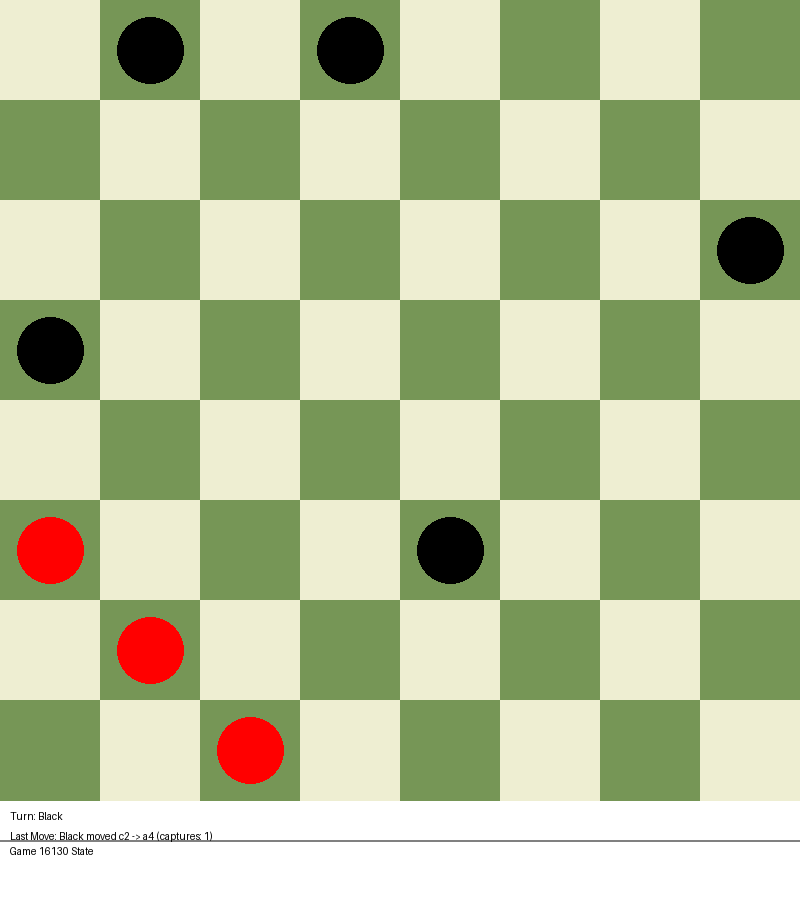 Turn: Black
Last Move: Black moved c2 -> a4 (captures: 1)
Game 16130 State